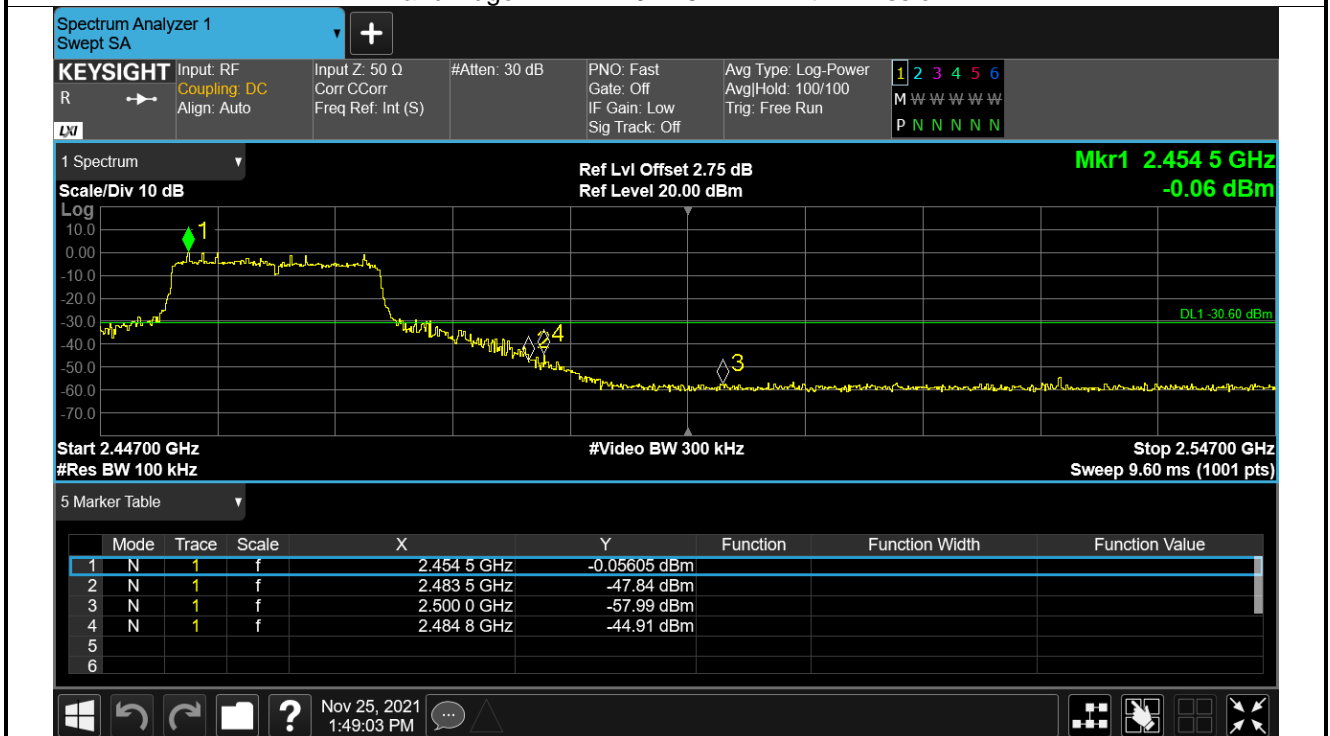 Spectrum Analyzer 1
Swept SA
+
KEYSIGHT
R
LXI
Input: RF
Coupling: DC
Align: Auto
Input Z: 50 Ω
Corr CCorr
Freq Ref: Int (S)
#Atten: 30 dB
PNO: Fast
Gate: Off
IF Gain: Low
Sig Track: Off
Avg Type: Log-Power
Avg|Hold: 100/100
Trig: Free Run
1 2 3 4 5 6
M W W W W W
P N N N N N
1 Spectrum
Scale/Div 10 dB
Ref Lvl Offset 2.75 dB
Ref Level 20.00 dBm
Mkr1 2.454 5 GHz
-0.06 dBm
Log
10.0
0.00
-10.0
-20.0
-30.0
-40.0
-50.0
-60.0
-70.0
1
4
3
DL1 -30.60 dBm
Start 2.44700 GHz
#Video BW 300 kHz
Stop 2.54700 GHz
#Res BW 100 kHz
Sweep 9.60 ms (1001 pts)
5 Marker Table
Mode Trace Scale X Y Function Function Width Function Value
1 N 1 f 2.454 5 GHz -0.05605 dBm
2 N 1 f 2.483 5 GHz -47.84 dBm
3 N 1 f 2.500 0 GHz -57.99 dBm
4 N 1 f 2.484 8 GHz -44.91 dBm
5
6
?
Nov 25, 2021
1:49:03 PM